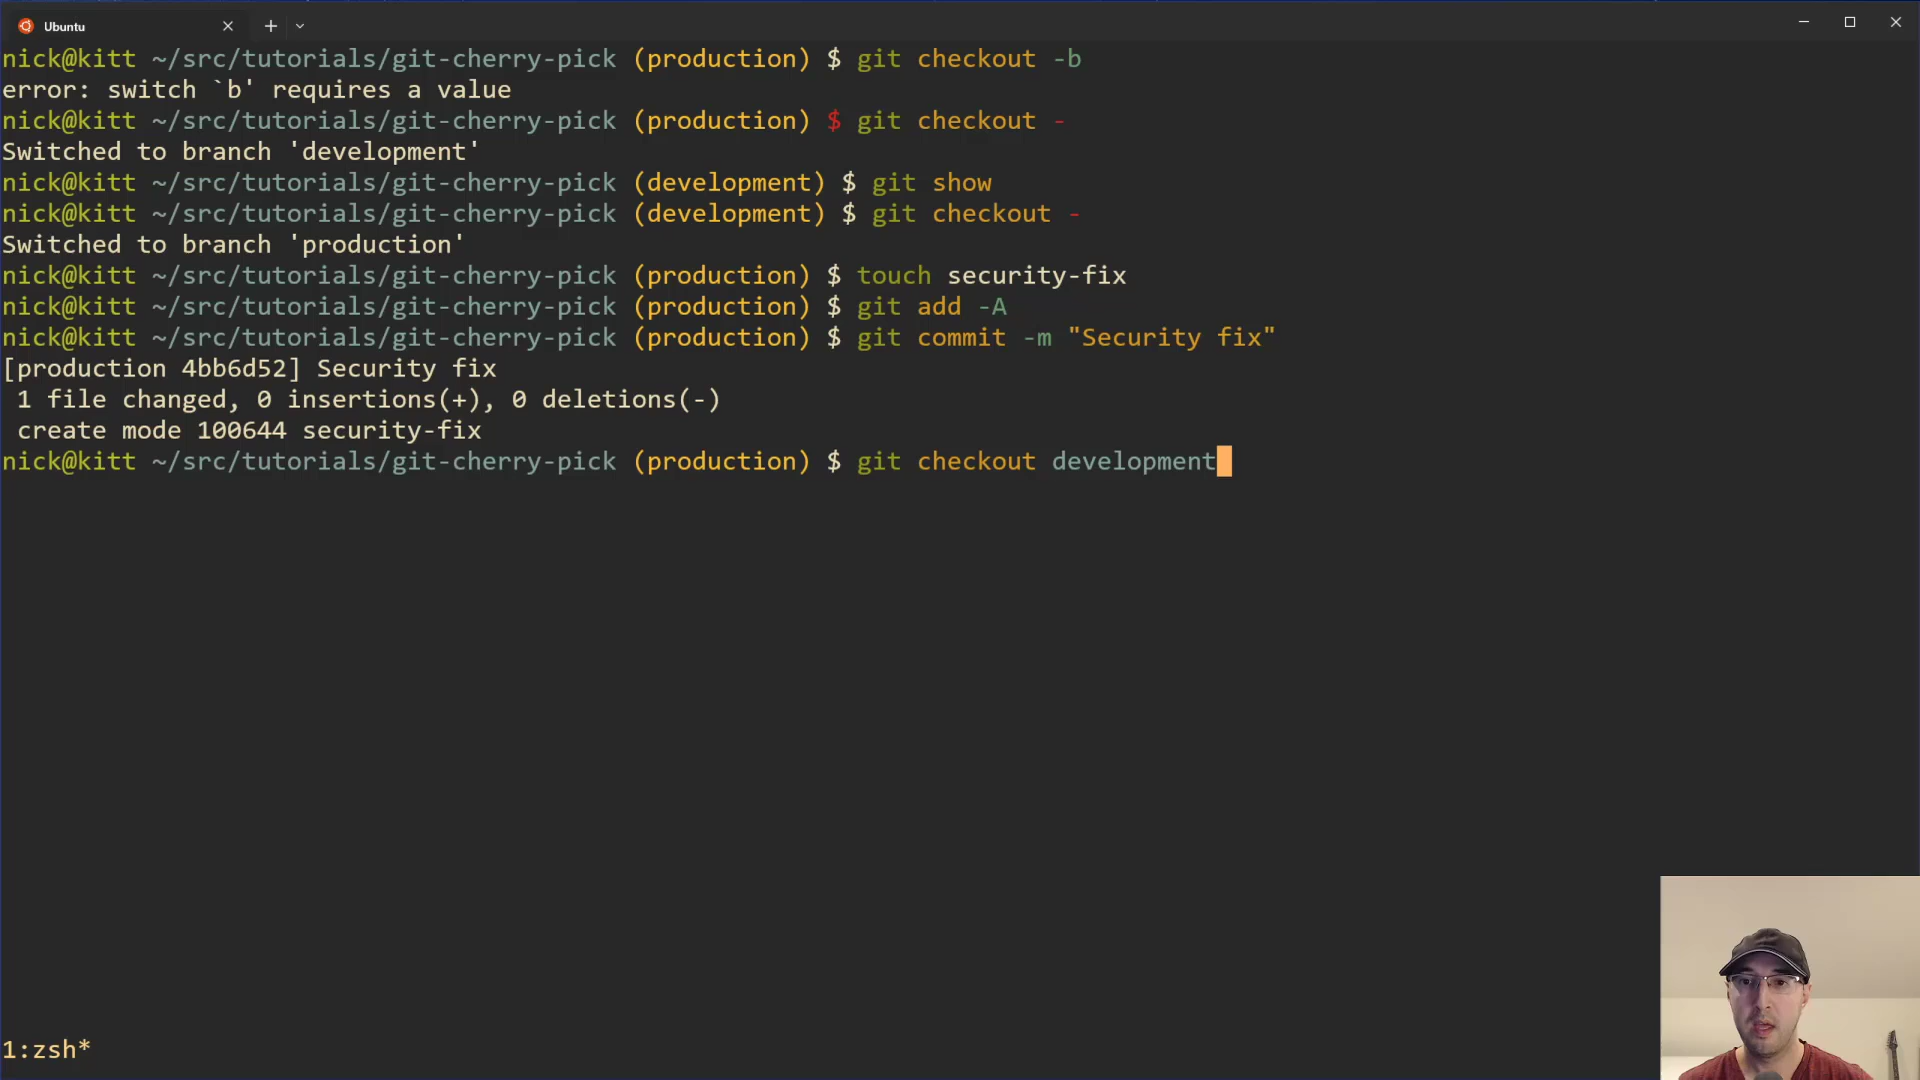 Ubuntu
nick@kitt ~/src/tutorials/git-cherry-pick (production) $ git checkout -b
error: switch `b' requires a value
nick@kitt ~/src/tutorials/git-cherry-pick (production) $ git checkout -
Switched to branch 'development'
nick@kitt ~/src/tutorials/git-cherry-pick (development) $ git show
nick@kitt ~/src/tutorials/git-cherry-pick (development) $ git checkout -
Switched to branch 'production'
nick@kitt ~/src/tutorials/git-cherry-pick (production) $ touch security-fix
nick@kitt ~/src/tutorials/git-cherry-pick (production) $ git add -A
nick@kitt ~/src/tutorials/git-cherry-pick (production) $ git commit -m "Security fix"
[production 4bb6d52] Security fix
 1 file changed, 0 insertions(+), 0 deletions(-)
 create mode 100644 security-fix
nick@kitt ~/src/tutorials/git-cherry-pick (production) $ git checkout development
1:zsh*